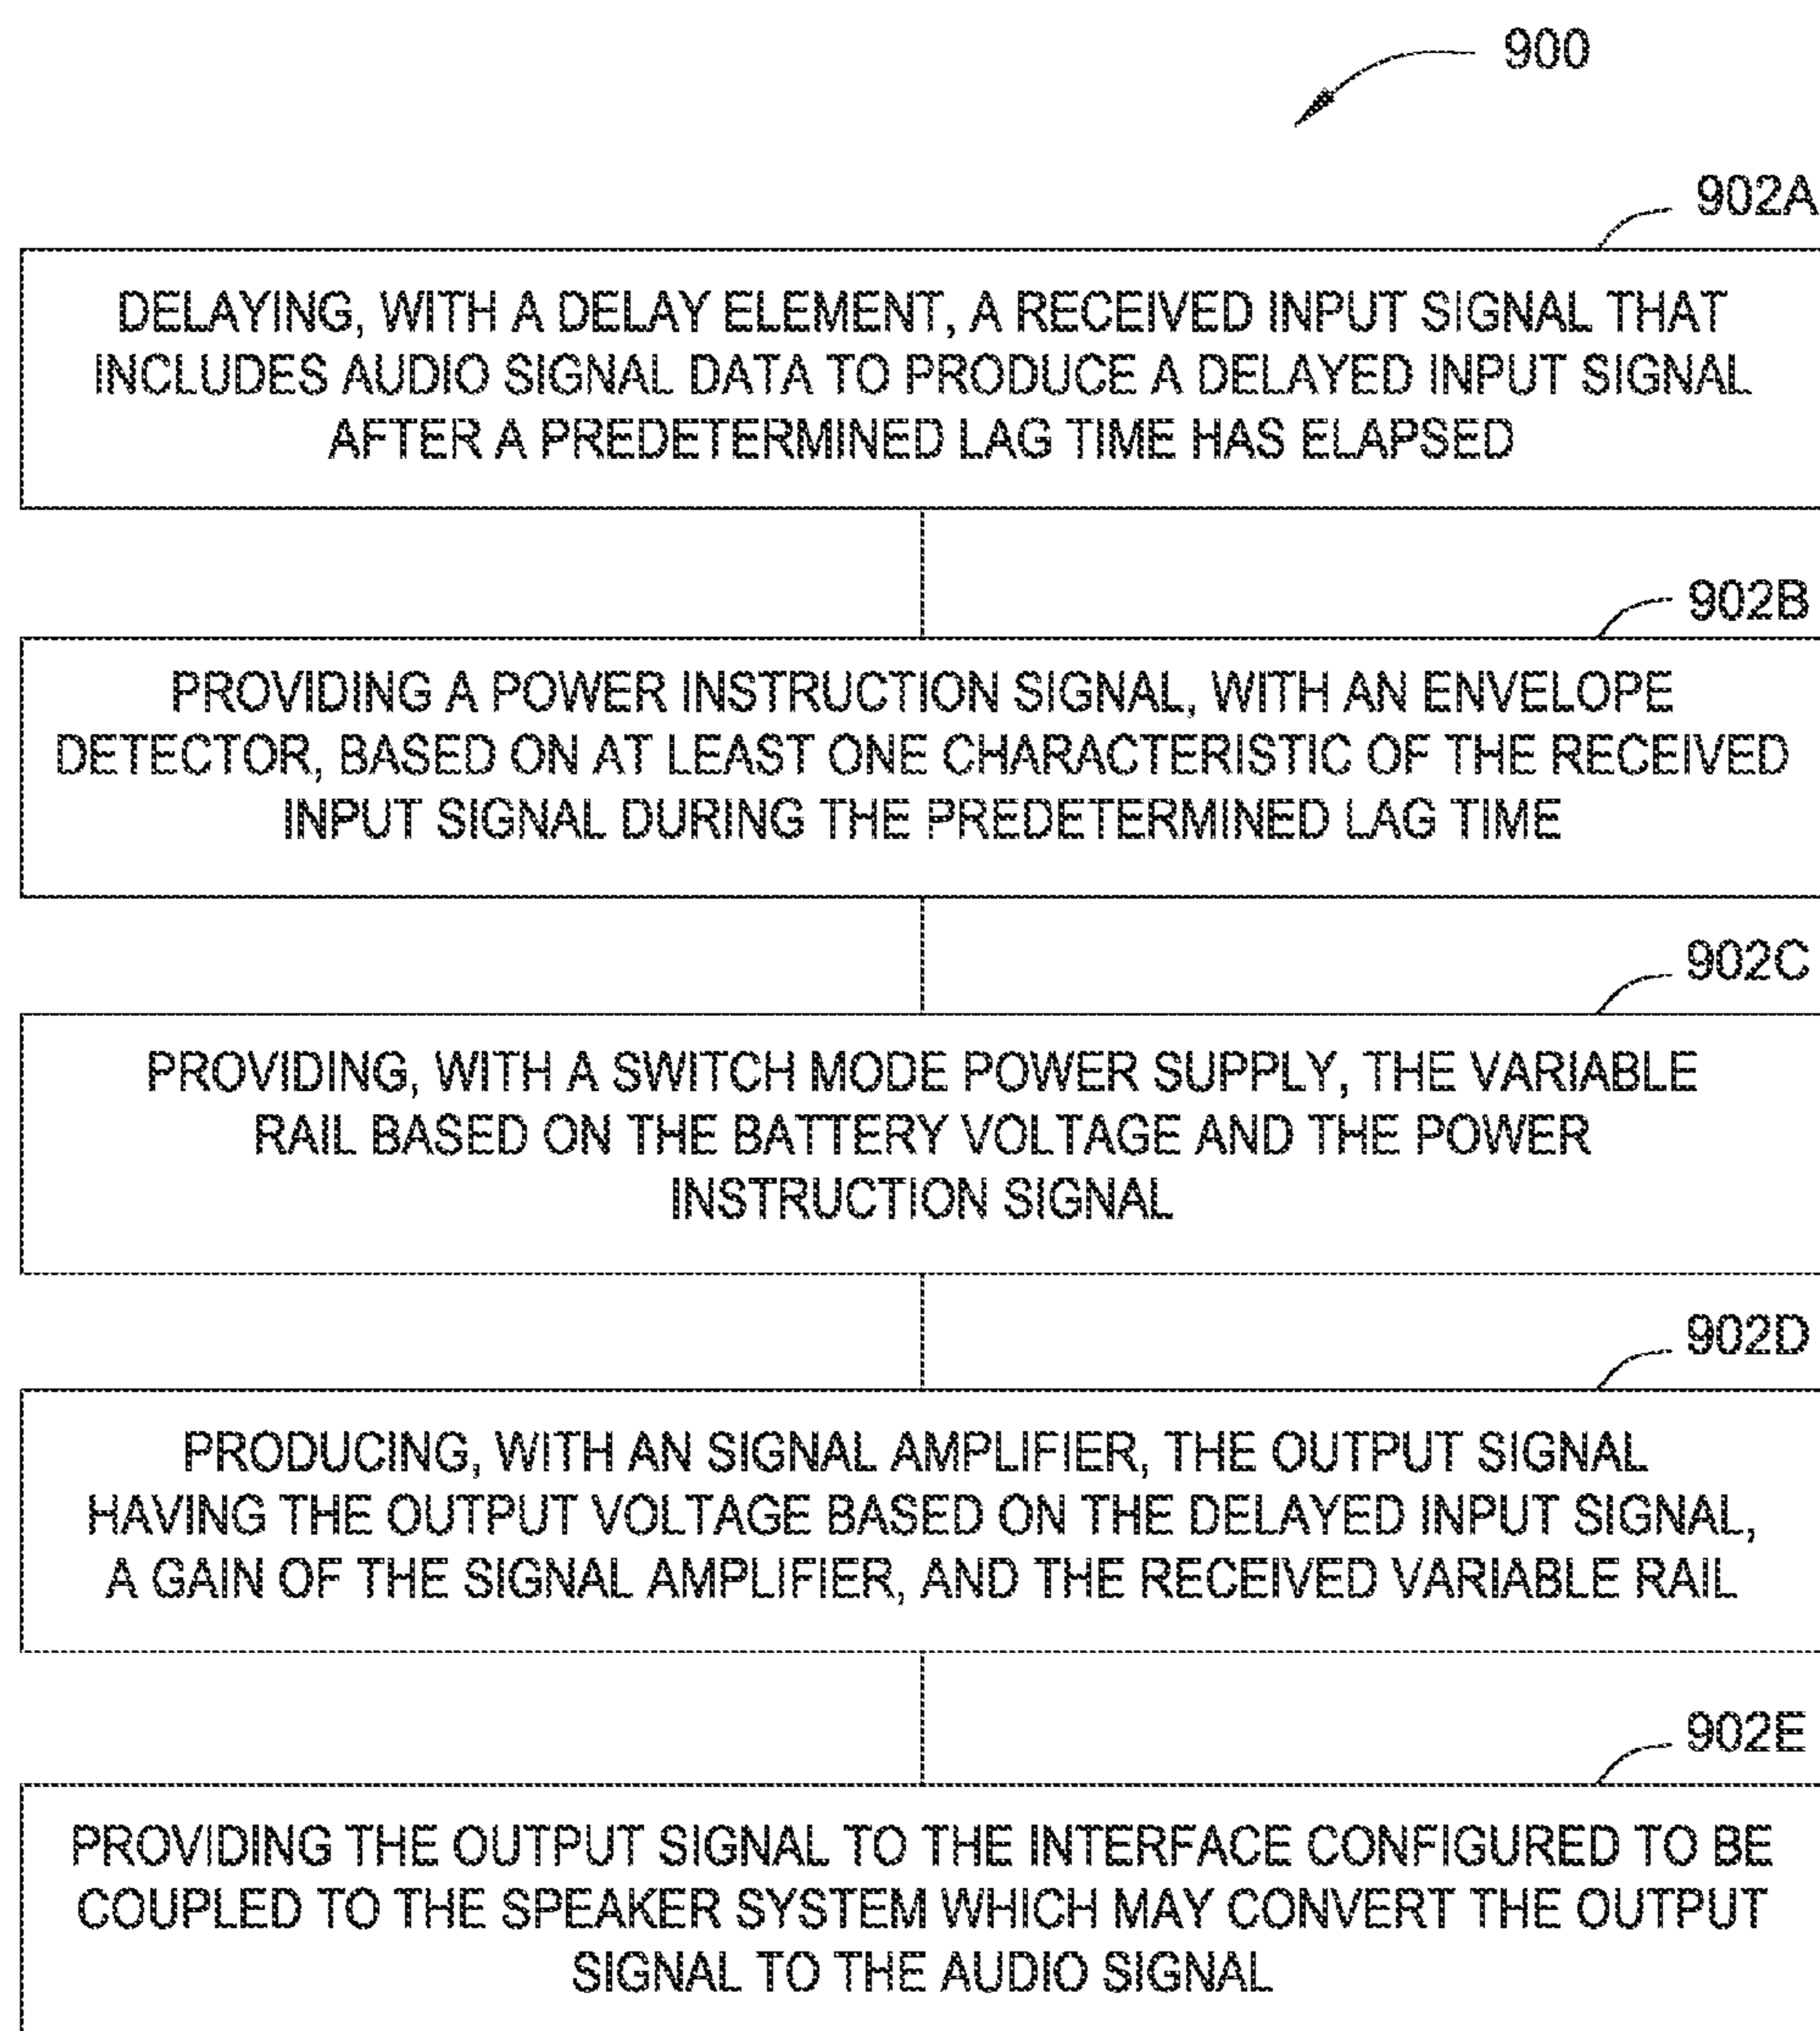 900
902A
DELAYING, WITH A DELAY ELEMENT, A RECEIVED INPUT SIGNAL THAT
INCLUDES AUDIO SIGNAL DATA TO PRODUCE A DELAYED INPUT SIGNAL
AFTER A PREDETERMINED LAG TIME HAS ELAPSED
902B
PROVIDING A POWER INSTRUCTION SIGNAL, WITH AN ENVELOPE
DETECTOR, BASED ON AT LEAST ONE CHARACTERISTIC OF THE RECEIVED
INPUT SIGNAL DURING THE PREDETERMINED LAG TIME
902C
PROVIDING, WITH A SWITCH MODE POWER SUPPLY, THE VARIABLE
RAIL BASED ON THE BATTERY VOLTAGE AND THE POWER
INSTRUCTION SIGNAL
902D
PRODUCING, WITH AN SIGNAL AMPLIFIER, THE OUTPUT SIGNAL
HAVING THE OUTPUT VOLTAGE BASED ON THE DELAYED INPUT SIGNAL,
A GAIN OF THE SIGNAL AMPLIFIER, AND THE RECEIVED VARIABLE RAIL
902E
PROVIDING THE OUTPUT SIGNAL TO THE INTERFACE CONFIGURED TO BE
COUPLED TO THE SPEAKER SYSTEM WHICH MAY CONVERT THE OUTPUT
SIGNAL TO THE AUDIO SIGNAL